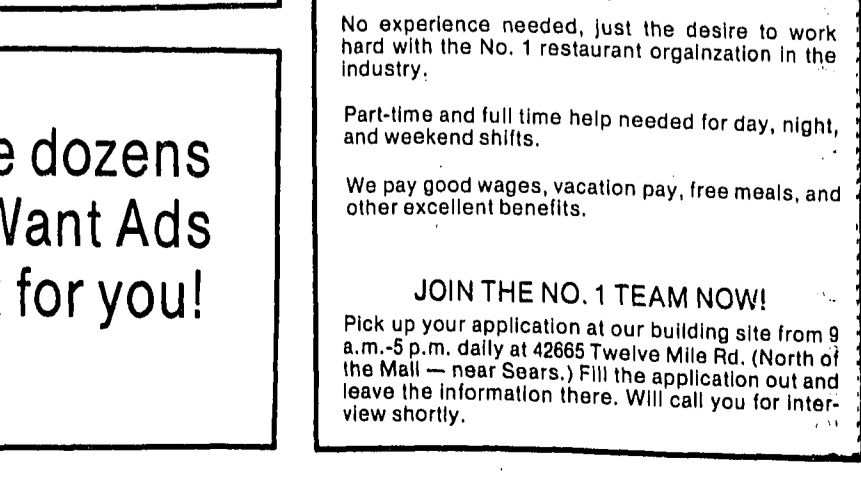 e dozens
Want Ads
for you!
No experience needed, just the desire to work
hard with the No. 1 restaurant orgainzation in the
industry.
Part-time and full time help needed for day, night,
and weekend shifts.
We pay good wages, vacation pay, free meals, and
other excellent benefits.
JOIN THE NO. 1 TEAM NOW!
Pick up your application at our building site from 9
a.m.-5 p.m. daily at 42665 Twelve Mile Rd. (North of
the Mall — near Sears.) Fill the application out and
leave the information there. Will call you for inter-
view shortly.